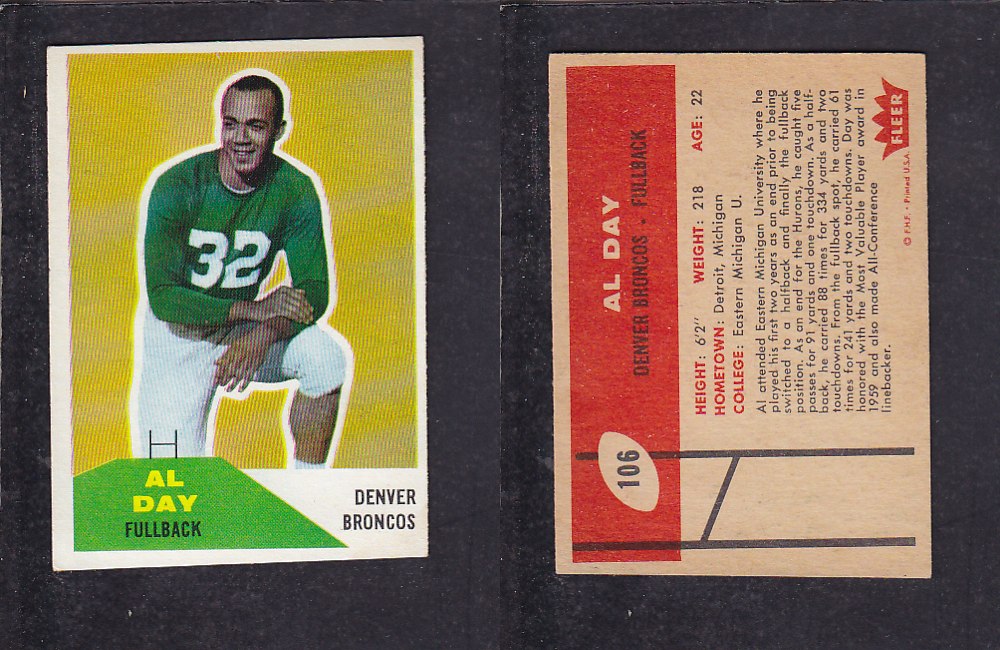 32
AL
DAY
FULLBACK
DENVER
BRONCOS
106
AL DAY
DENVER BRONCOS • FULLBACK
HEIGHT: 6'2" WEIGHT: 218 AGE: 22
HOMETOWN: Detroit, Michigan
COLLEGE: Eastern Michigan U.
Al attended Eastern Michigan University where he
played his first two years as an end prior to being
switched to a halfback and finally the fullback
position. As an end for the Hurons, he caught five
passes for 91 yards and one touchdown. As a half-
back, he carried 88 times for 334 yards and two
touchdowns. From the fullback spot, he carried 61
times for 241 yards and two touchdowns. Day was
honored with the Most Valuable Player award in
1959 and also made All-Conference
linebacker.
FLEER
© F.H.F. • Printed U.S.A.